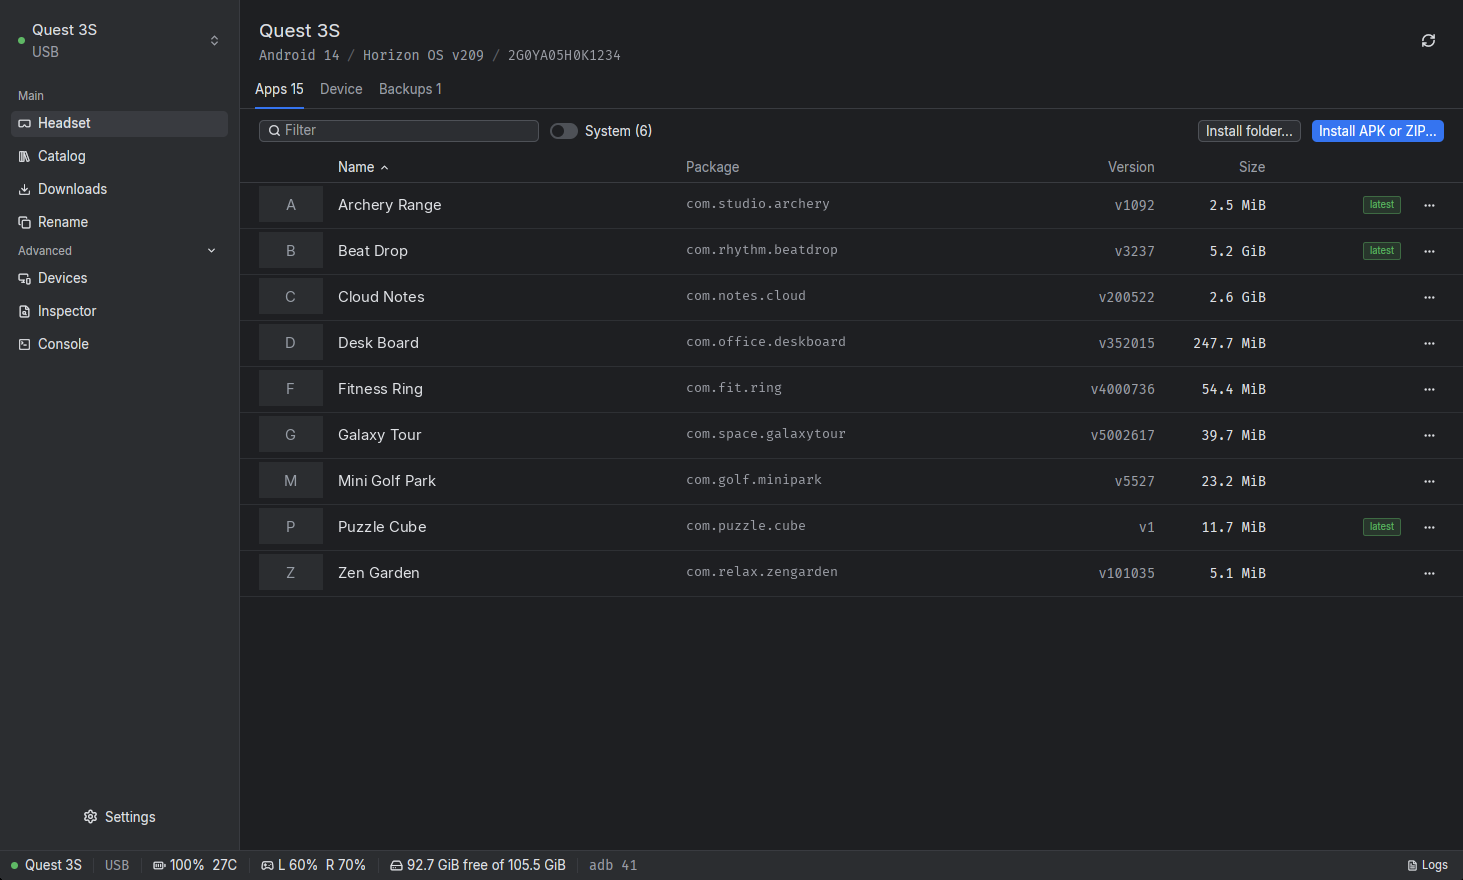 Quest 3S
USB
Main
Headset
Catalog
Downloads
Rename
Advanced
Devices
Inspector
Console
Settings
Quest 3S
Android 14 / Horizon OS v209 / 2G0YA05H0K1234
Apps 15 Device Backups 1
Filter System (6) Install folder... Install APK or ZIP...
Name Package Version Size
A Archery Range com.studio.archery v1092 2.5 MiB latest
B Beat Drop com.rhythm.beatdrop v3237 5.2 GiB latest
C Cloud Notes com.notes.cloud v200522 2.6 GiB
D Desk Board com.office.deskboard v352015 247.7 MiB
F Fitness Ring com.fit.ring v4000736 54.4 MiB
G Galaxy Tour com.space.galaxytour v5002617 39.7 MiB
M Mini Golf Park com.golf.minipark v5527 23.2 MiB
P Puzzle Cube com.puzzle.cube v1 11.7 MiB latest
Z Zen Garden com.relax.zengarden v101035 5.1 MiB
Quest 3S USB 100% 27C L 60% R 70% 92.7 GiB free of 105.5 GiB adb 41 Logs